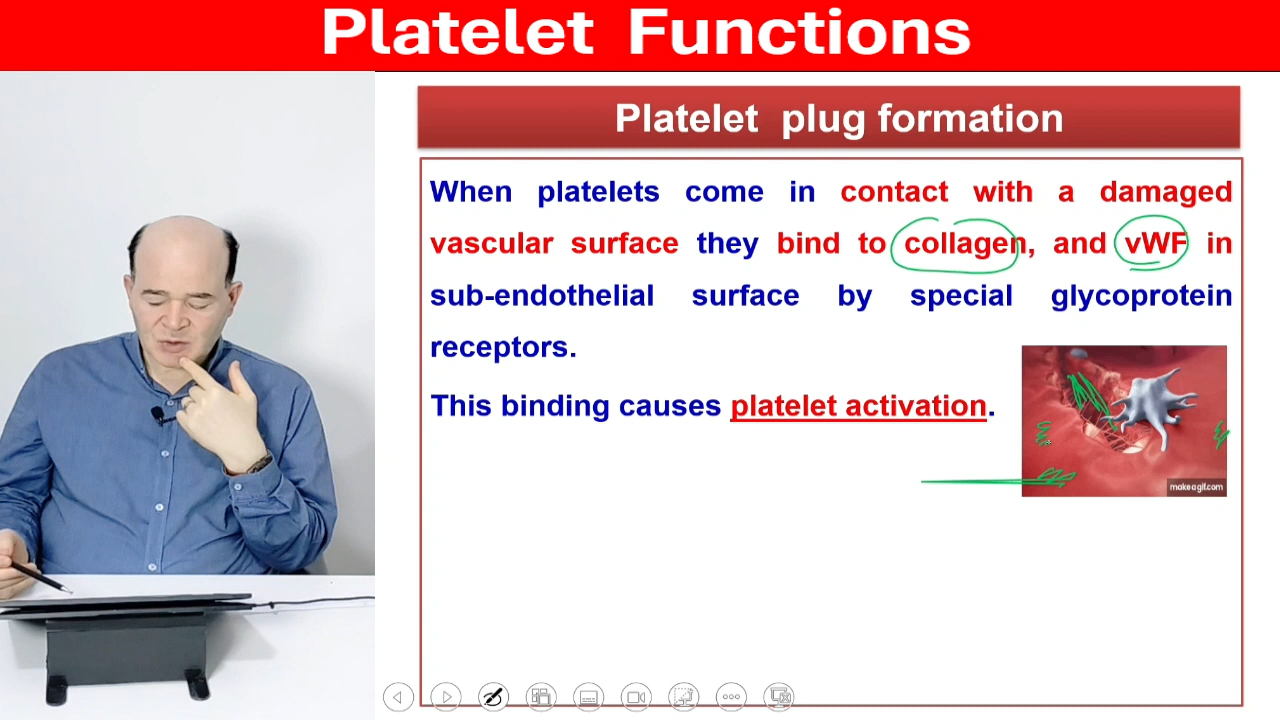 Platelet Functions
Platelet plug formation
When platelets come in contact with a damaged
vascular surface they bind to collagen, and vWF in
sub-endothelial surface by special glycoprotein
receptors.
This binding causes platelet activation.
makeagif.com